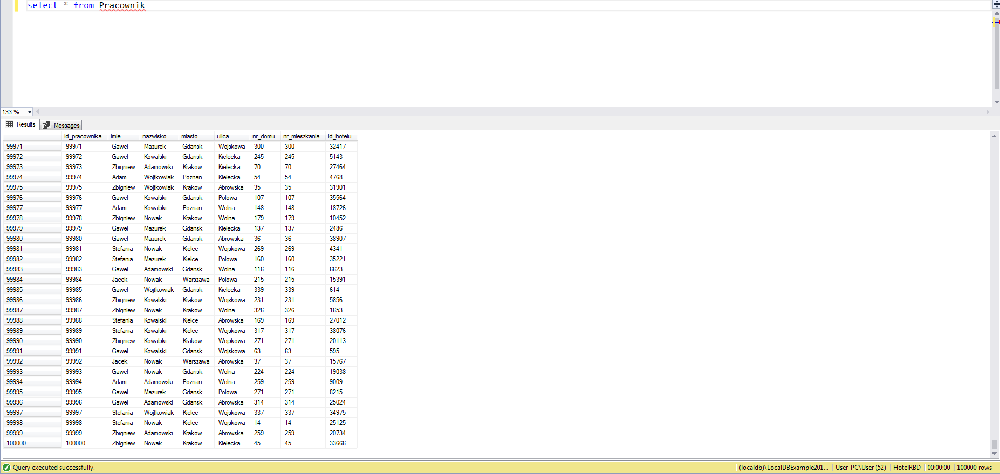 select * from Pracownik
133 %
Results Messages
id_pracownika imie nazwisko miasto ulica nr_domu nr_mieszkania id_hotelu
99971 99971 Gawel Mazurek Gdansk Wojskowa 300 300 32417
99972 99972 Gawel Kowalski Gdansk Kielecka 245 245 5143
99973 99973 Zbigniew Adamowski Krakow Kielecka 70 70 27464
99974 99974 Adam Wojtkowiak Poznan Kielecka 54 54 4768
99975 99975 Zbigniew Wojtkowiak Krakow Abrowska 35 35 31901
99976 99976 Gawel Kowalski Gdansk Polowa 107 107 35564
99977 99977 Adam Kowalski Poznan Wolna 148 148 18726
99978 99978 Zbigniew Nowak Krakow Wolna 179 179 10452
99979 99979 Gawel Mazurek Gdansk Kielecka 137 137 2486
99980 99980 Gawel Mazurek Gdansk Abrowska 36 36 38907
99981 99981 Stefania Nowak Kielce Wojskowa 269 269 4341
99982 99982 Stefania Mazurek Kielce Polowa 160 160 35221
99983 99983 Gawel Adamowski Gdansk Wolna 116 116 6623
99984 99984 Jacek Nowak Warszawa Polowa 215 215 15391
99985 99985 Gawel Wojtkowiak Gdansk Kielecka 339 339 614
99986 99986 Zbigniew Kowalski Krakow Wojskowa 231 231 5856
99987 99987 Zbigniew Nowak Krakow Wolna 326 326 1653
99988 99988 Stefania Kowalski Kielce Abrowska 169 169 27012
99989 99989 Stefania Kowalski Kielce Wojskowa 317 317 38076
99990 99990 Zbigniew Kowalski Krakow Wojskowa 271 271 20113
99991 99991 Gawel Kowalski Gdansk Wojskowa 63 63 595
99992 99992 Jacek Nowak Warszawa Abrowska 37 37 15767
99993 99993 Gawel Nowak Gdansk Wolna 224 224 19038
99994 99994 Adam Adamowski Poznan Wolna 259 259 9009
99995 99995 Gawel Mazurek Gdansk Polowa 271 271 8215
99996 99996 Gawel Adamowski Gdansk Abrowska 314 314 25024
99997 99997 Stefania Wojtkowiak Kielce Wojskowa 337 337 34975
99998 99998 Stefania Nowak Kielce Wojskowa 14 14 25125
99999 99999 Zbigniew Adamowski Krakow Abrowska 259 259 20734
100000 100000 Zbigniew Nowak Krakow Kielecka 45 45 33666
Query executed successfully. (localdb)\LocalDBExample201... User-PC\User (52) HotelRBD 00:00:00 100000 rows